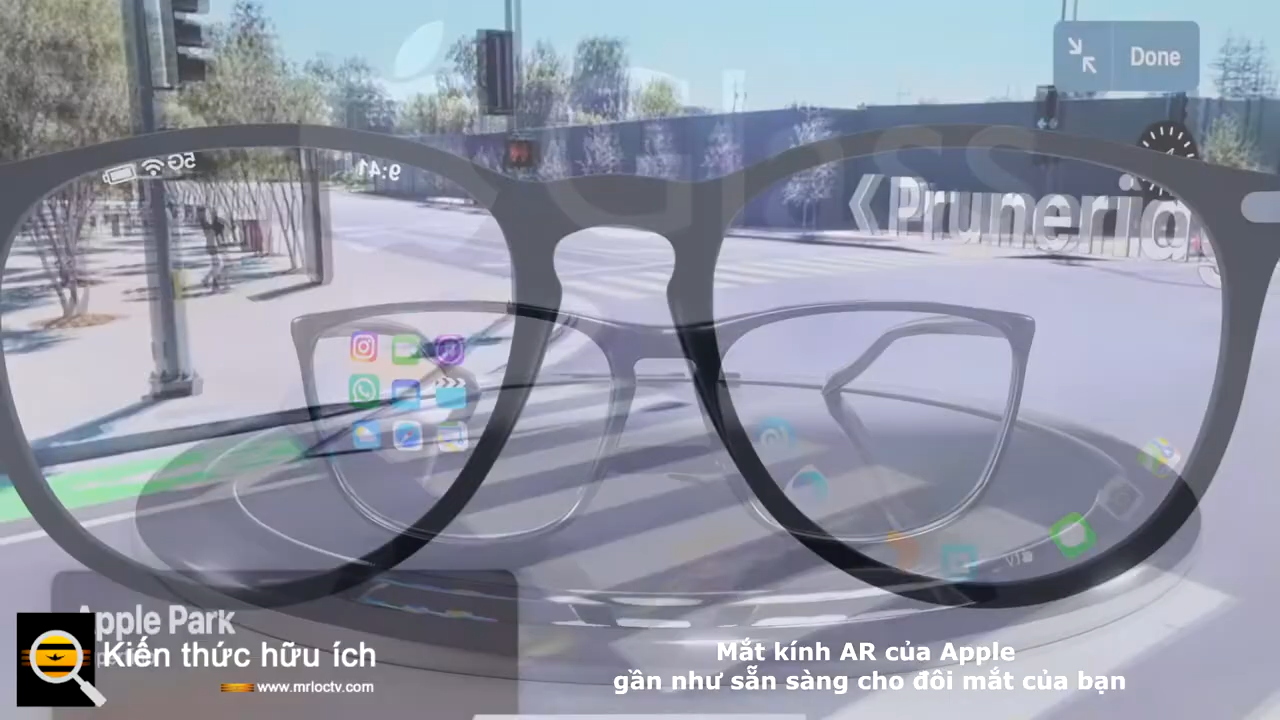 Done
5G
9:41
Pruneridg
Apple Park
Kiến thức hữu ích
www.mrloctv.com
Mắt kính AR của Apple
gần như sẵn sàng cho đôi mắt của bạn